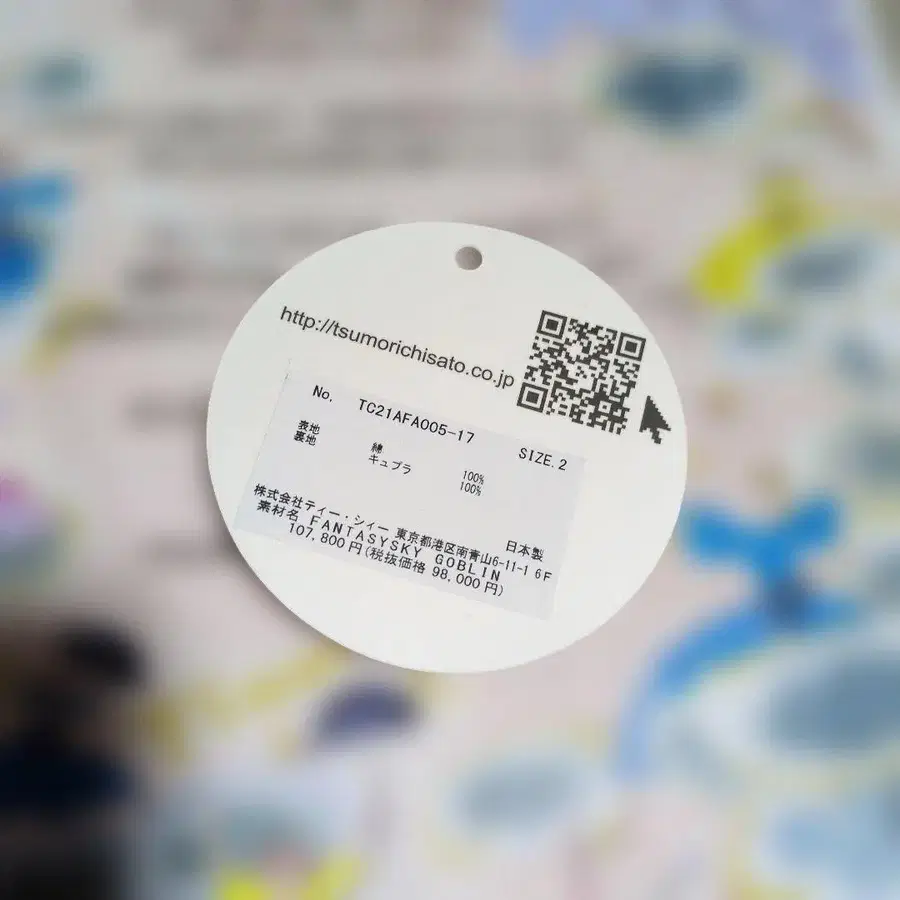 http://tsumorichisato.co.jp
No. TC21AFA005-17
SIZE.2
表地 綿 100%
裏地 キュプラ 100%
日本製
株式会社ティー・シィー 東京都港区南青山6-11-1 6F
素材名 FANTASYSKY GOBLIN
107,800円(税抜価格 98,000円)